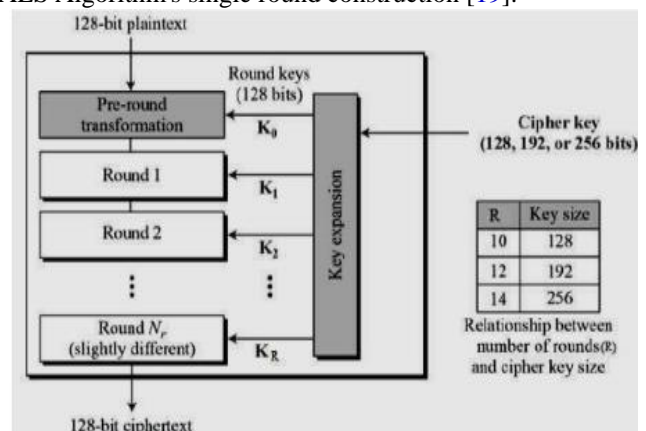 Algorithm's single round construction [19].
128-bit plaintext
Round keys
(128 bits)
Pre-round
transformation
K0
Cipher key
(128, 192, or 256 bits)
Round 1
K1
Key expansion
R Key size
10 128
12 192
14 256
Round 2
K2
Round Nr
(slightly different)
KR
Relationship between
number of rounds(R)
and cipher key size
128-bit ciphertext